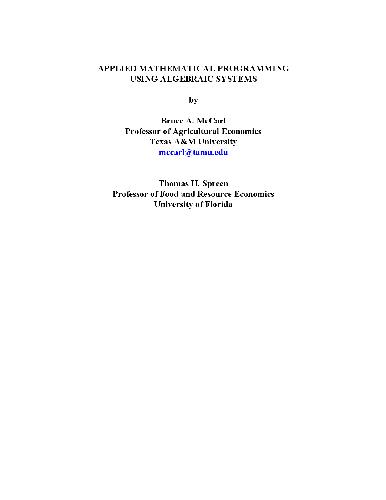 APPLIED MATHEMATICAL PROGRAMMING
USING ALGEBRAIC SYSTEMS
by
Bruce A. McCarl
Professor of Agricultural Economics
Texas A&M University
mccarl@tamu.edu
Thomas H. Spreen
Professor of Food and Resource Economics
University of Florida